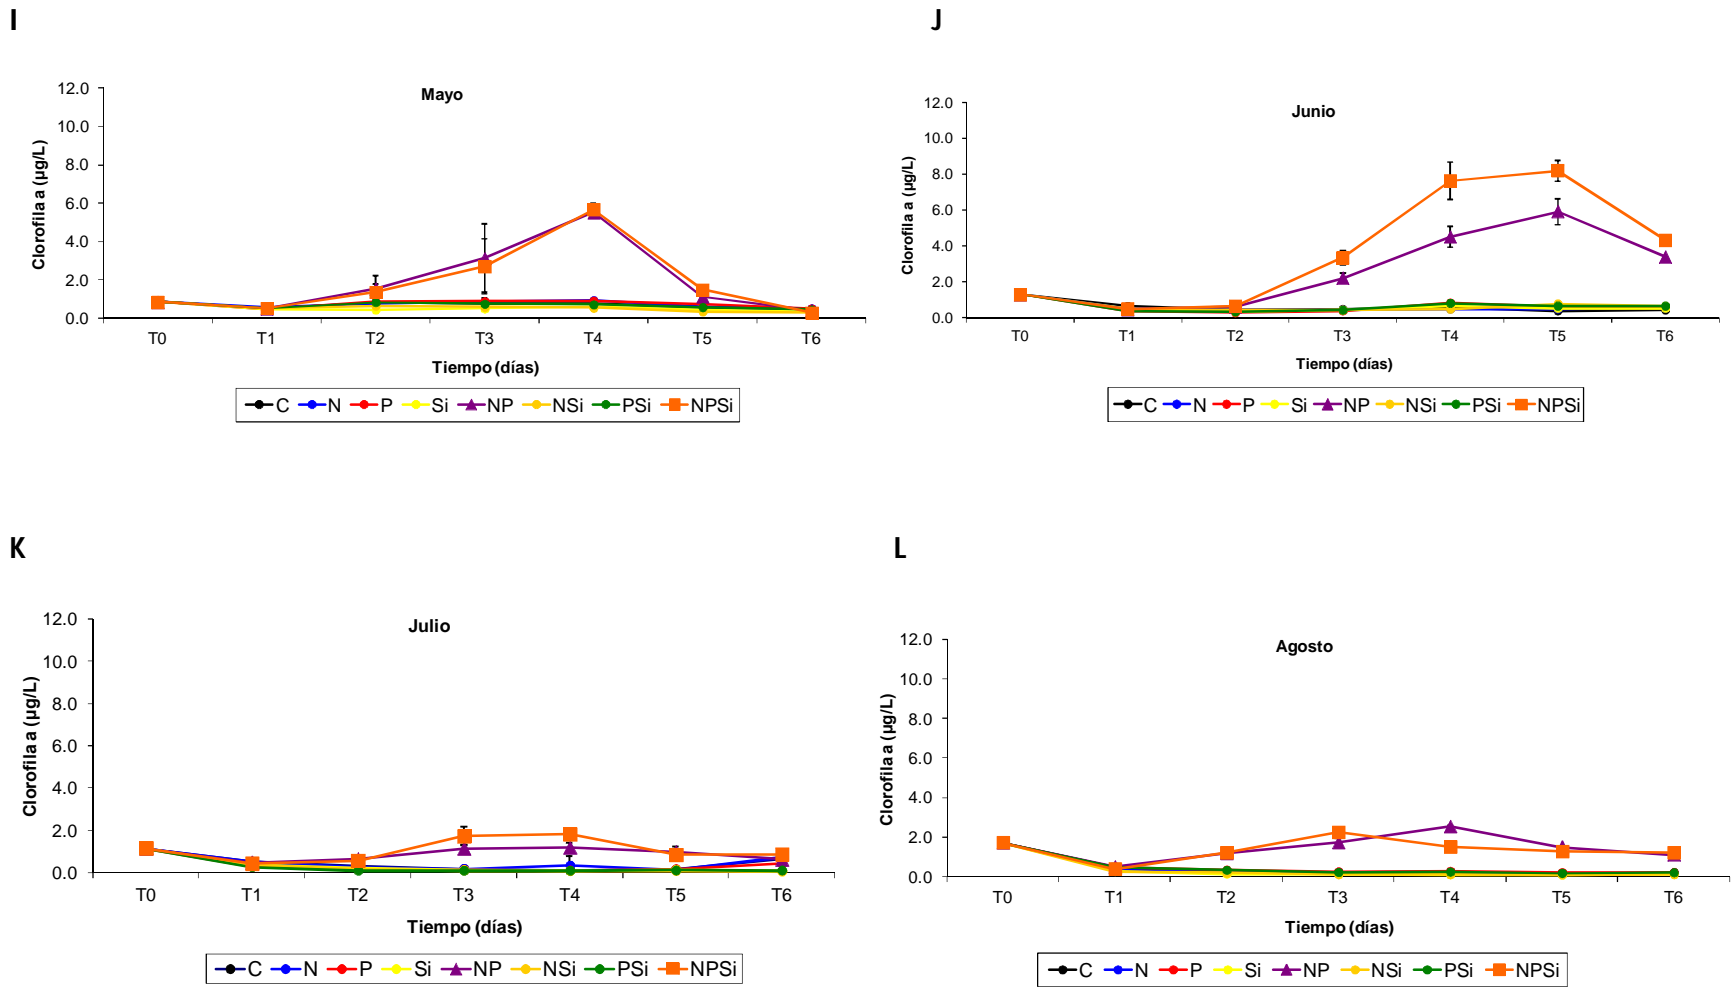 I
Mayo
12.0
10.0
8.0
6.0
4.0
2.0
0.0
Clorofila a (µg/L)
T0 T1 T2 T3 T4 T5 T6
Tiempo (días)
C N P Si NP NSi PSi NPSi
J
Junio
12.0
10.0
8.0
6.0
4.0
2.0
0.0
Clorofila a (µg/L)
T0 T1 T2 T3 T4 T5 T6
Tiempo (días)
C N P Si NP NSi PSi NPSi
K
Julio
12.0
10.0
8.0
6.0
4.0
2.0
0.0
Clorofila a (µg/L)
T0 T1 T2 T3 T4 T5 T6
Tiempo (días)
C N P Si NP NSi PSi NPSi
L
Agosto
12.0
10.0
8.0
6.0
4.0
2.0
0.0
Clorofila a (µg/L)
T0 T1 T2 T3 T4 T5 T6
Tiempo (días)
C N P Si NP NSi PSi NPSi